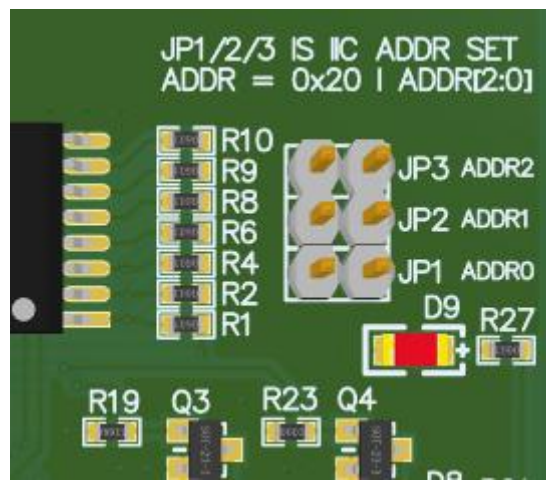 JP1/2/3 IS IIC ADDR SET
ADDR = 0x20 | ADDR[2:0]
R10
R9
JP3 ADDR2
R8
R6
JP2 ADDR1
R4
JP1 ADDR0
R2
R1
D9
R27
R19 Q3 R23 Q4